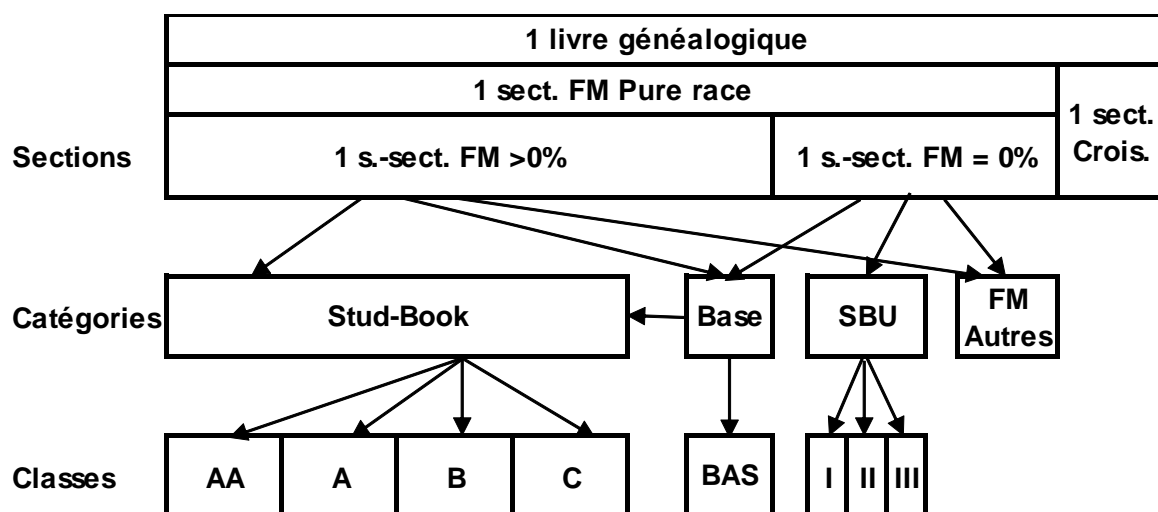 1 livre généalogique
1 sect. FM Pure race
1 sect.
Crois.
Sections
1 s.-sect. FM >0%
1 s.-sect. FM = 0%
Catégories
Stud-Book
Base
SBU
FM
Autres
Classes
AA
A
B
C
BAS
I
II
III